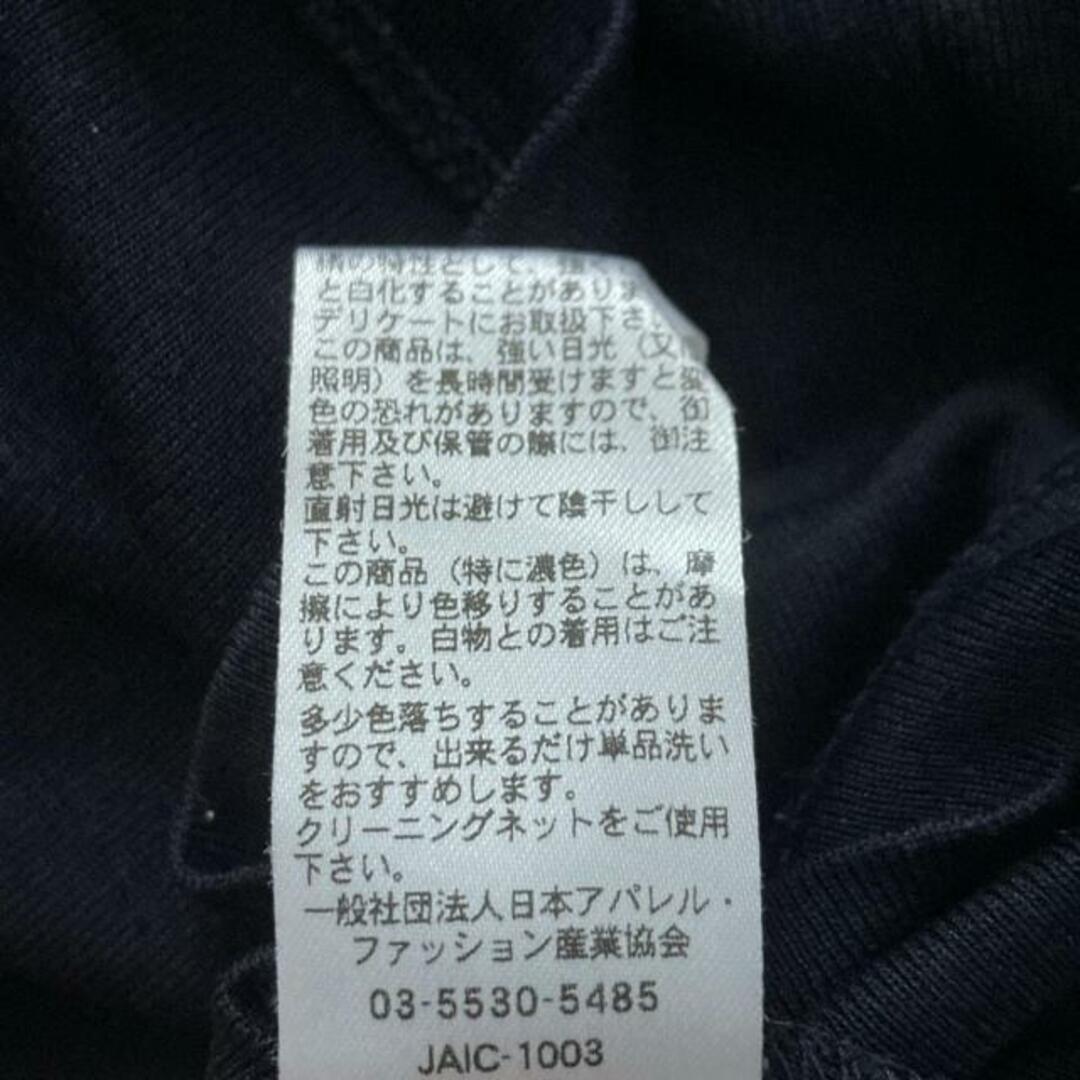 の特性として、強
と白化することがありま
デリケートにお取扱下さ
この商品は、強い日光（又は
照明）を長時間受けますと変
色の恐れがありますので、御
着用及び保管の際には、御注
意下さい。
直射日光は避けて陰干しして
下さい。
この商品（特に濃色）は、摩
擦により色移りすることがあ
ります。白物との着用はご注
意ください。
多少色落ちすることがありま
すので、出来るだけ単品洗い
をおすすめします。
クリーニングネットをご使用
下さい。
一般社団法人日本アパレル・
ファッション産業協会
03-5530-5485
JAIC-1003